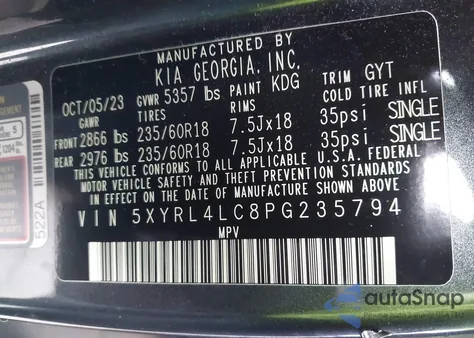 MANUFACTURED BY
KIA GEORGIA, INC.
OCT/05/23 GVWR 5357 lbs PAINT KDG TRIM GYT
GAWR TIRES RIMS COLD TIRE INFL
FRONT 2866 lbs 235/60R18 7.5Jx18 35psi SINGLE
REAR 2976 lbs 235/60R18 7.5Jx18 35psi SINGLE
THIS VEHICLE CONFORMS TO ALL APPLICABLE U.S. FEDERAL
MOTOR VEHICLE SAFETY AND THEFT PREVENTION STANDARDS
IN EFFECT ON THE DATE OF MANUFACTURE SHOWN ABOVE.
VIN 5XYRL4LC8PG235794
MPV
522A
autoSnap